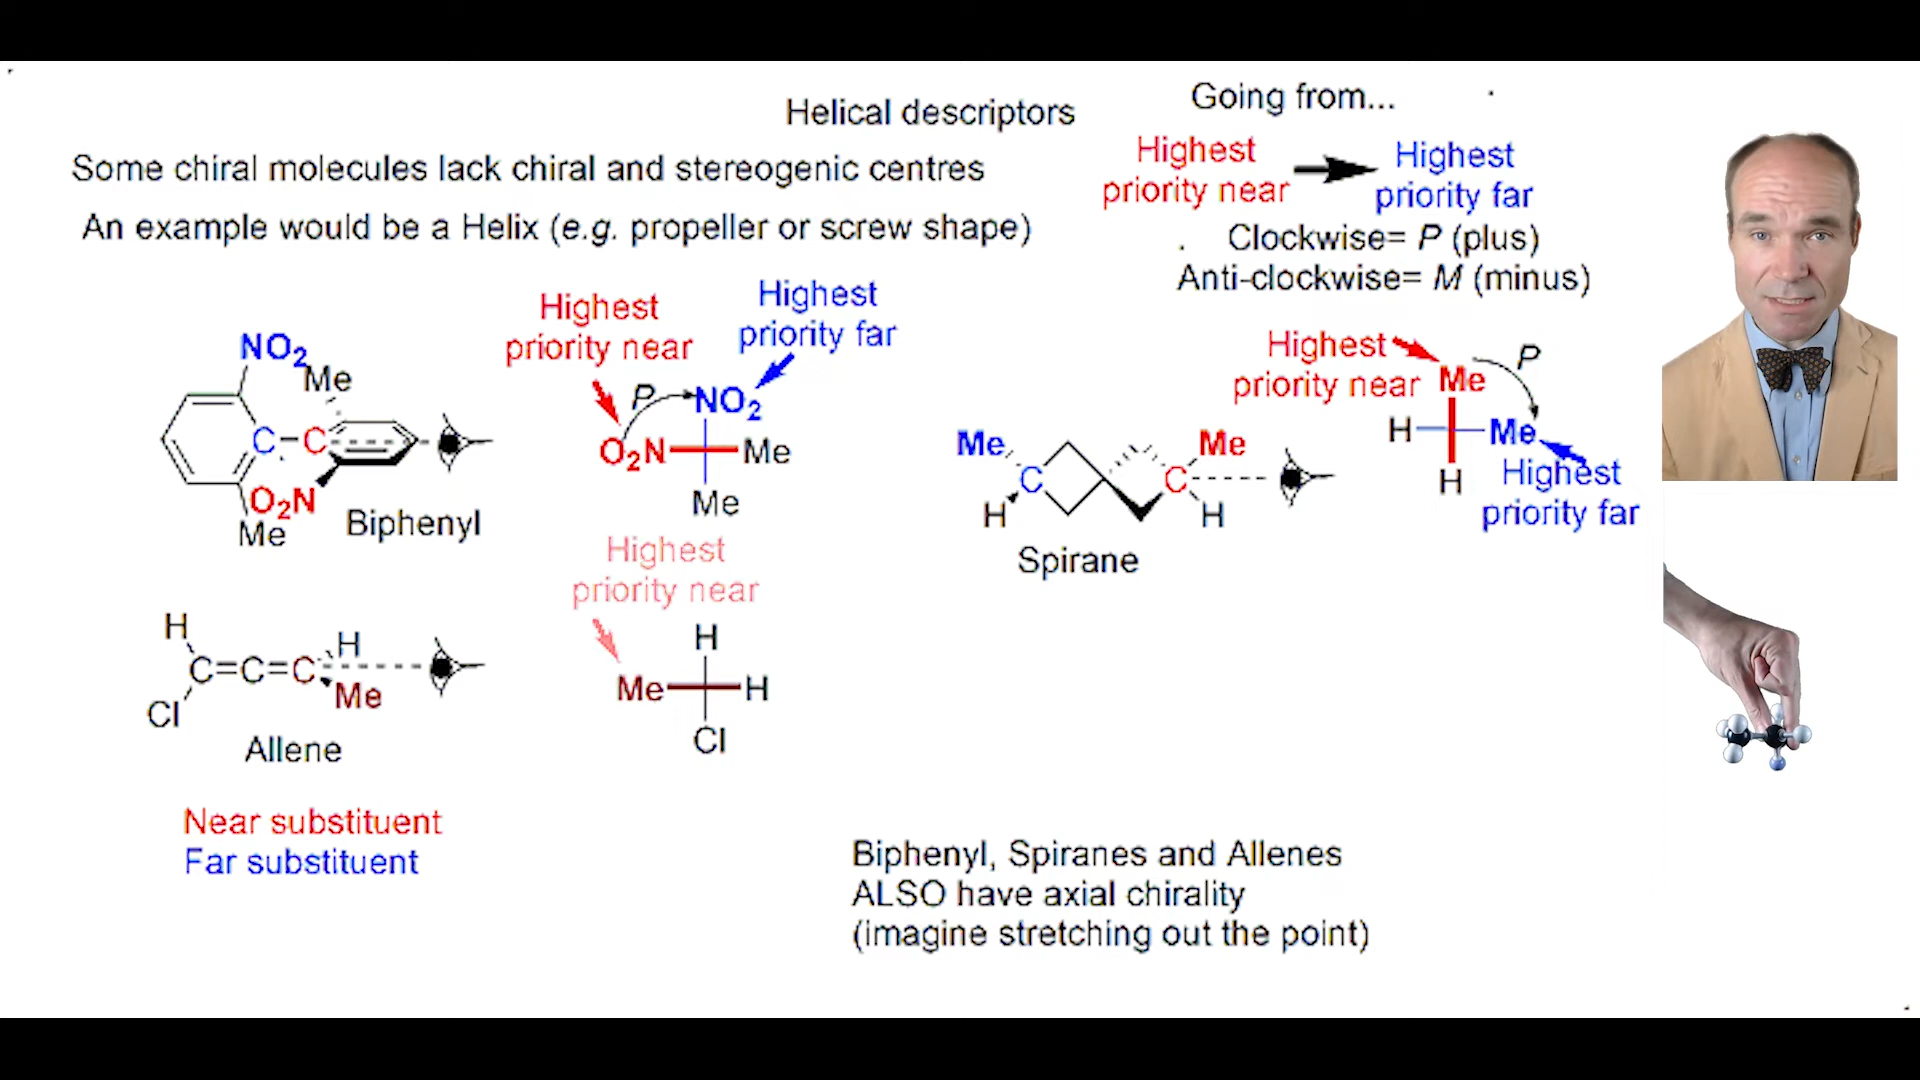 Helical descriptors
Going from...
Some chiral molecules lack chiral and stereogenic centres
An example would be a Helix (e.g. propeller or screw shape)
Highest
priority near
Highest
priority far
Clockwise= P (plus)
Anti-clockwise= M (minus)
NO2
Me
C
C
O2N
Me
Biphenyl
Highest
priority near
Highest
priority far
P
NO2
O2N
Me
Me
Me
C
H
Me
C
H
Spirane
Highest
priority near
Me
P
H
Me
H
Highest
priority far
H
C=C=C
H
Me
Cl
Allene
Highest
priority near
H
Me
H
Cl
Near substituent
Far substituent
Biphenyl, Spiranes and Allenes
ALSO have axial chirality
(imagine stretching out the point)